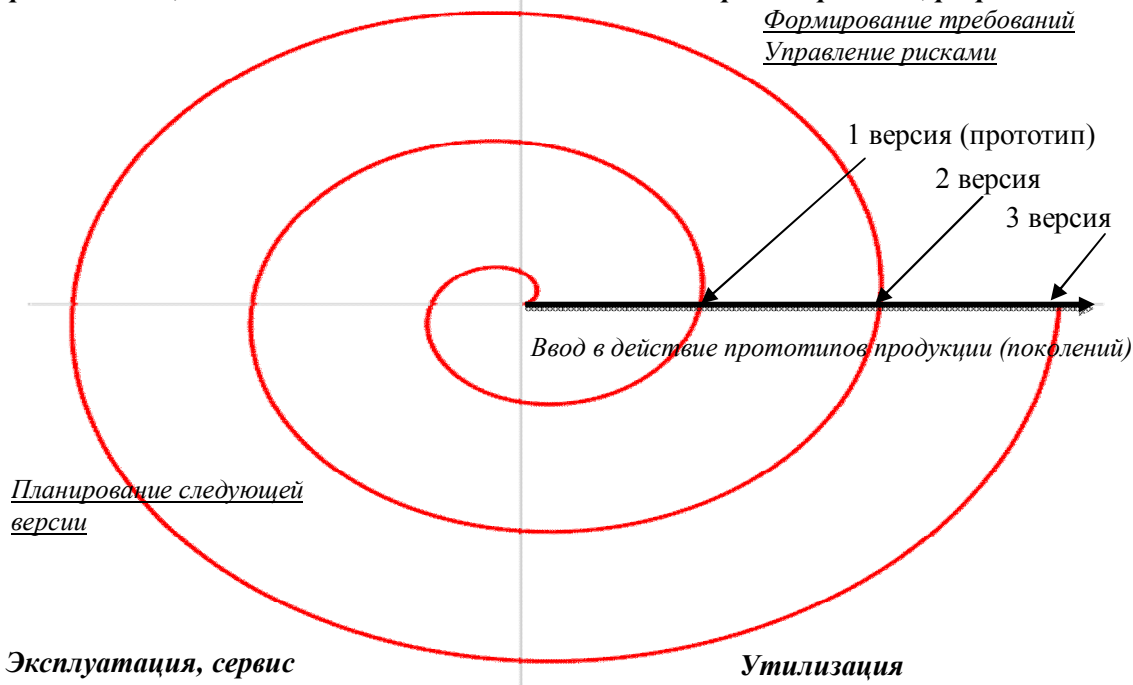 Формирование требований
Управление рисками
1 версия (прототип)
2 версия
3 версия
Ввод в действие прототипов продукции (поколений)
Планирование следующей
версии
Эксплуатация, сервис
Утилизация